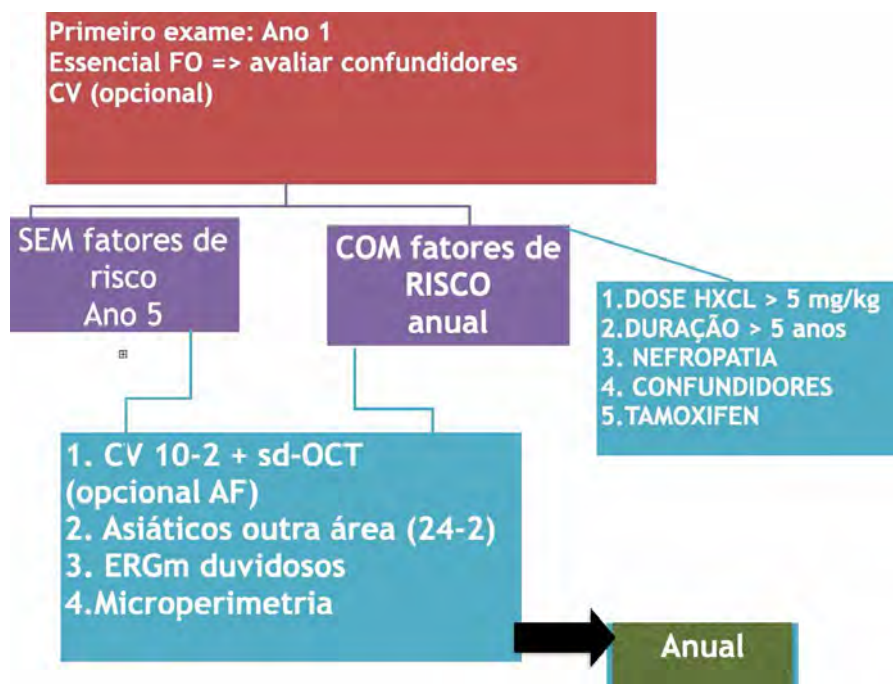 Primeiro exame: Ano 1
Essencial FO => avaliar confundidores
CV (opcional)
SEM fatores de
risco
Ano 5
COM fatores de
RISCO
anual
1.DOSE HXCL > 5 mg/kg
2.DURAÇÃO > 5 anos
3. NEFROPATIA
4. CONFUNDIDORES
5.TAMOXIFEN
1. CV 10-2 + sd-OCT
(opcional AF)
2. Asiáticos outra área (24-2)
3. ERGm duvidosos
4.Microperimetria
Anual